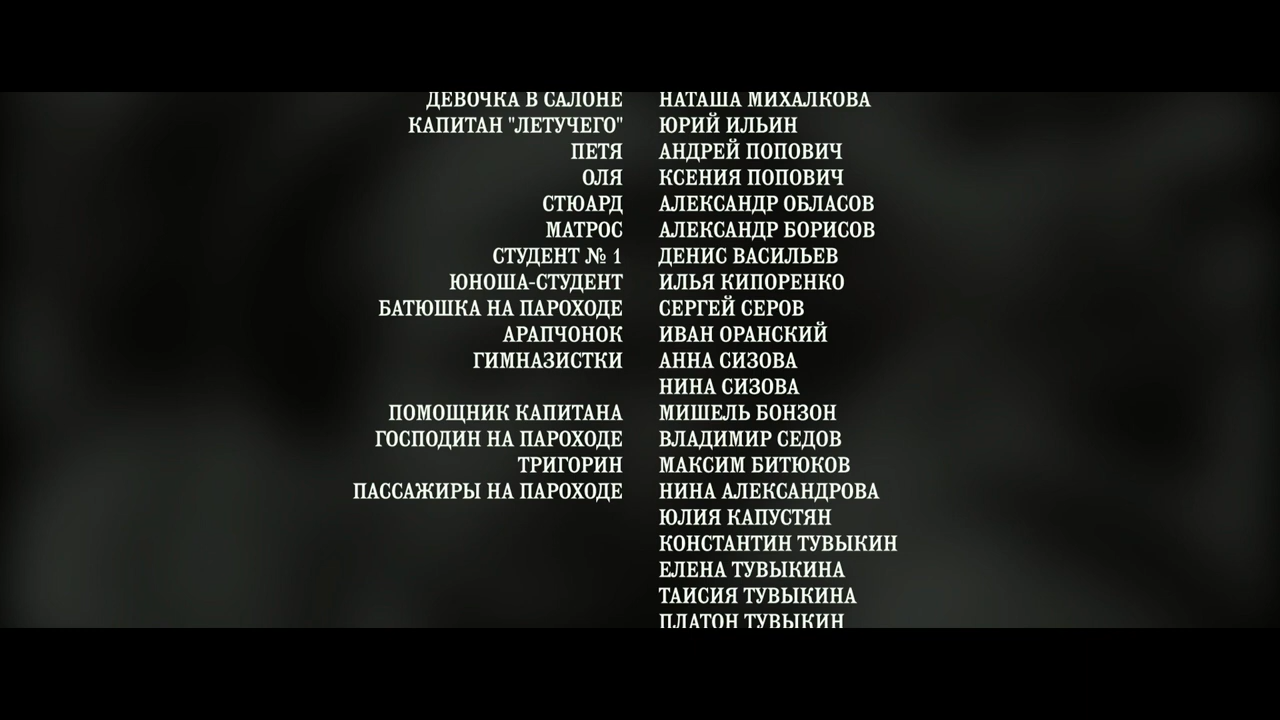 ДЕВОЧКА В САЛОНЕ НАТАША МИХАЛКОВА
КАПИТАН "ЛЕТУЧЕГО" ЮРИЙ ИЛЬИН
ПЕТЯ АНДРЕЙ ПОПОВИЧ
ОЛЯ КСЕНИЯ ПОПОВИЧ
СТЮАРД АЛЕКСАНДР ОБЛАСОВ
МАТРОС АЛЕКСАНДР БОРИСОВ
СТУДЕНТ № 1 ДЕНИС ВАСИЛЬЕВ
ЮНОША-СТУДЕНТ ИЛЬЯ КИПОРЕНКО
БАТЮШКА НА ПАРОХОДЕ СЕРГЕЙ СЕРОВ
АРАПЧОНОК ИВАН ОРАНСКИЙ
ГИМНАЗИСТКИ АННА СИЗОВА
НИНА СИЗОВА
ПОМОЩНИК КАПИТАНА МИШЕЛЬ БОНЗОН
ГОСПОДИН НА ПАРОХОДЕ ВЛАДИМИР СЕДОВ
ТРИГОРИН МАКСИМ БИТЮКОВ
ПАССАЖИРЫ НА ПАРОХОДЕ НИНА АЛЕКСАНДРОВА
ЮЛИЯ КАПУСТЯН
КОНСТАНТИН ТУВЫКИН
ЕЛЕНА ТУВЫКИНА
ТАИСИЯ ТУВЫКИНА
ПЛАТОН ТУВЫКИН